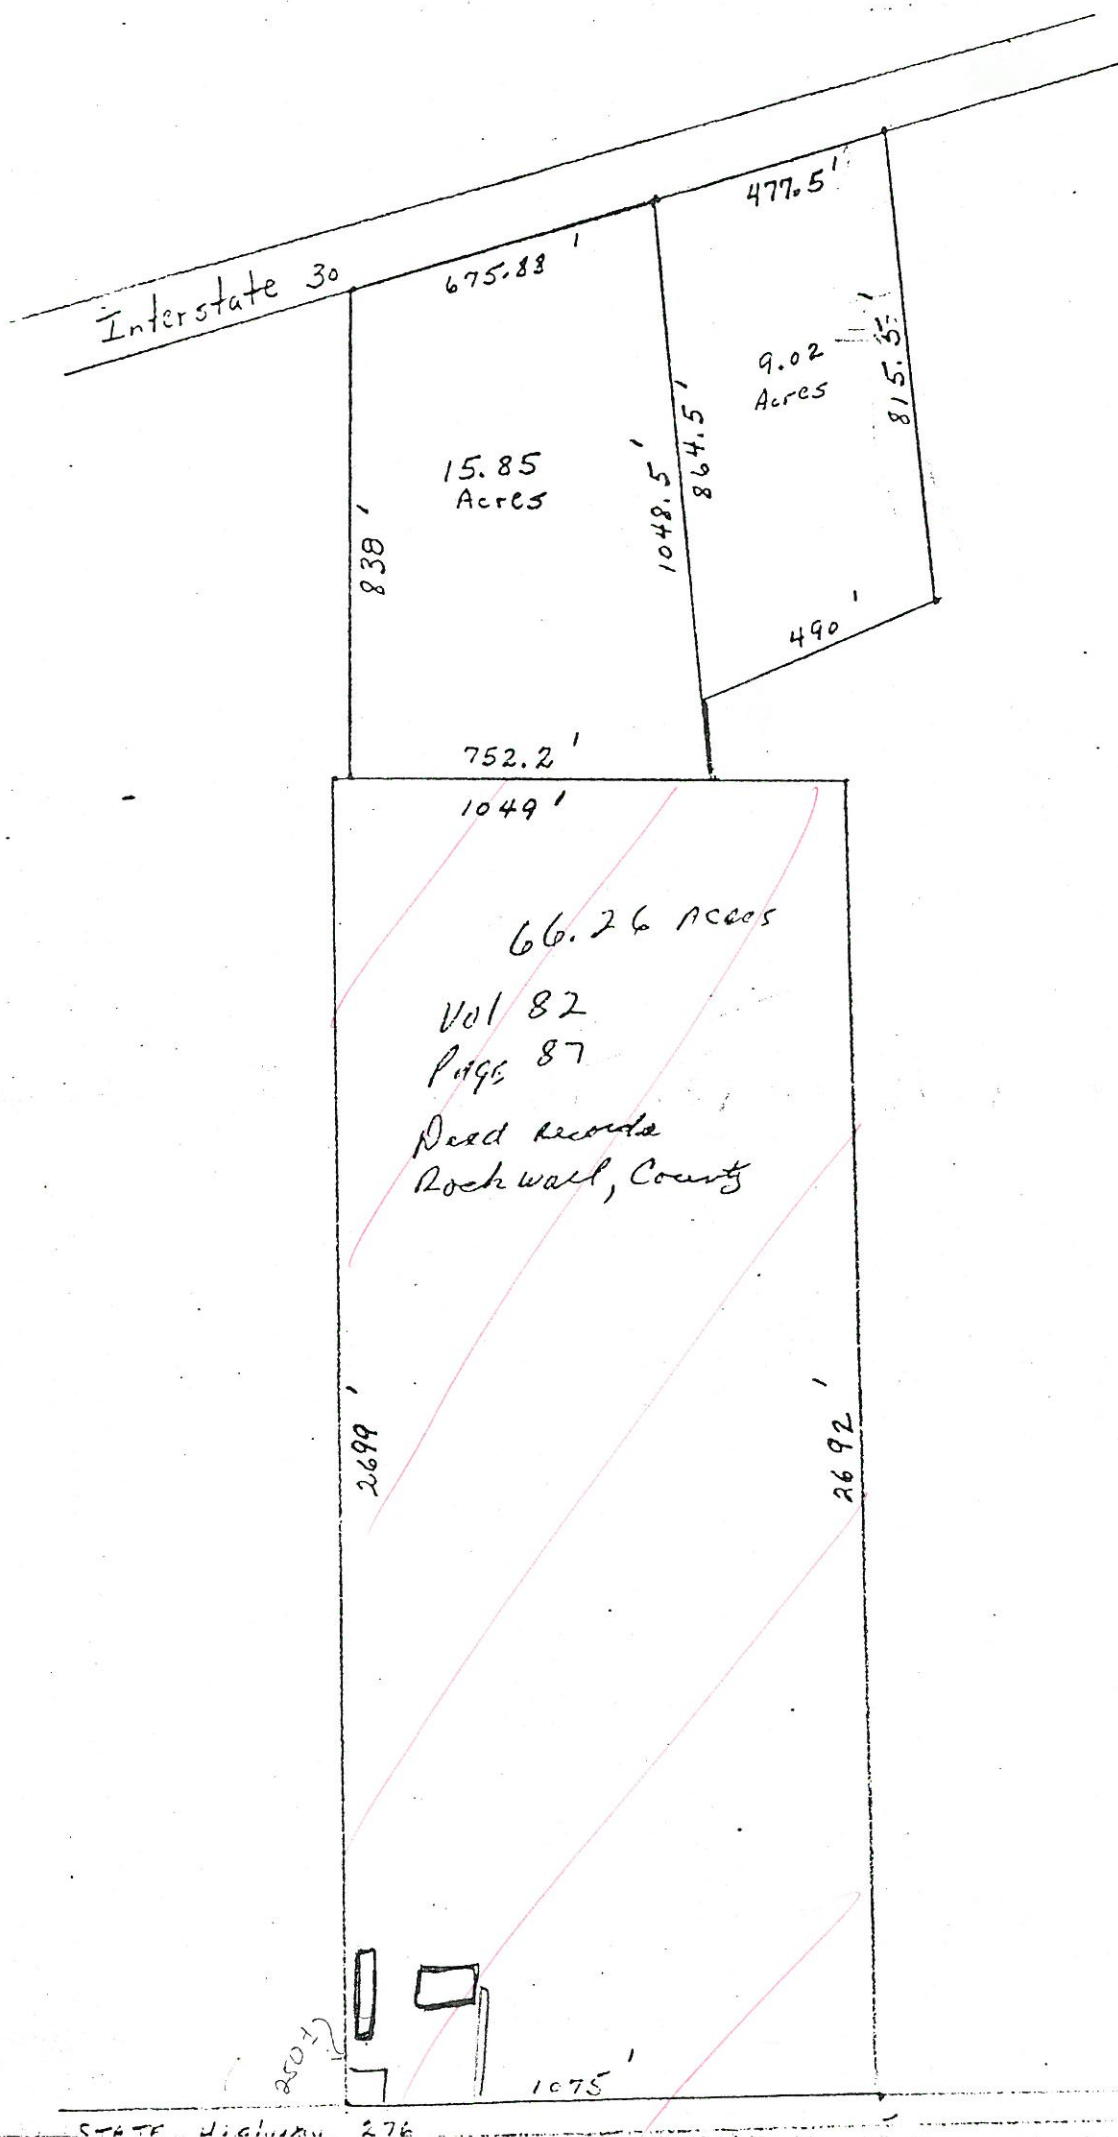 477.5'
Interstate 30
675.88'
9.02
Acres
815.5'
15.85
Acres
864.5'
1048.5'
838'
490'
752.2'
1049'
66.26 Acres
Vol 82
Page 87
Deed Records
Rockwall, County
2699'
2692'
250±
1075'
STATE Highway 276